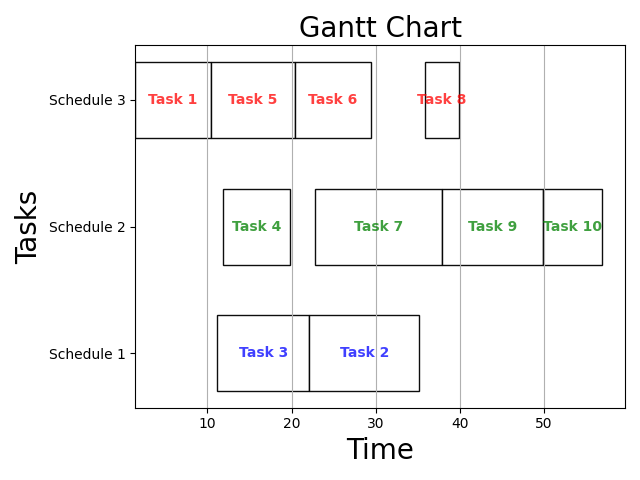 Gantt Chart
Tasks
Schedule 3
Task 1 Task 5 Task 6 Task 8
Schedule 2
Task 4 Task 7 Task 9 Task 10
Schedule 1
Task 3 Task 2
10 20 30 40 50
Time